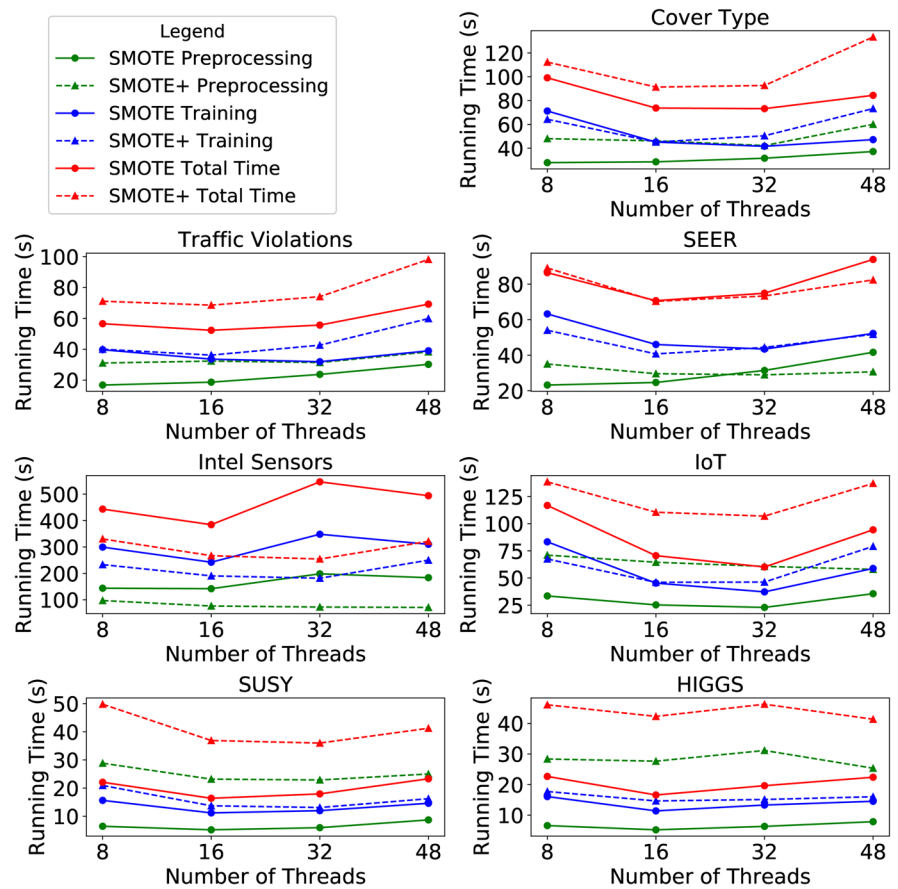 Legend
SMOTE Preprocessing
SMOTE+ Preprocessing
SMOTE Training
SMOTE+ Training
SMOTE Total Time
SMOTE+ Total Time
Cover Type
Running Time (s)
120
100
80
60
40
8 16 32 48
Number of Threads
Traffic Violations
Running Time (s)
100
80
60
40
20
8 16 32 48
Number of Threads
SEER
Running Time (s)
80
60
40
20
8 16 32 48
Number of Threads
Intel Sensors
Running Time (s)
500
400
300
200
100
8 16 32 48
Number of Threads
IoT
Running Time (s)
125
100
75
50
25
8 16 32 48
Number of Threads
SUSY
Running Time (s)
50
40
30
20
10
8 16 32 48
Number of Threads
HIGGS
Running Time (s)
40
30
20
10
8 16 32 48
Number of Threads